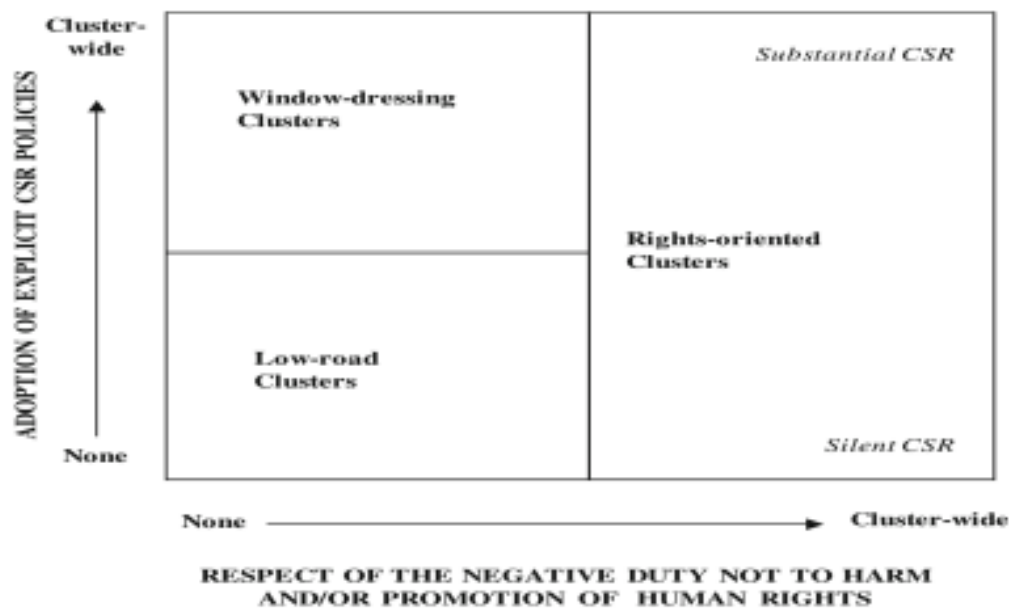 Cluster-
wide
Substantial CSR
Window-dressing
Clusters
ADOPTION OF EXPLICIT CSR POLICIES
Rights-oriented
Clusters
Low-road
Clusters
Silent CSR
None
None
Cluster-wide
RESPECT OF THE NEGATIVE DUTY NOT TO HARM
AND/OR PROMOTION OF HUMAN RIGHTS